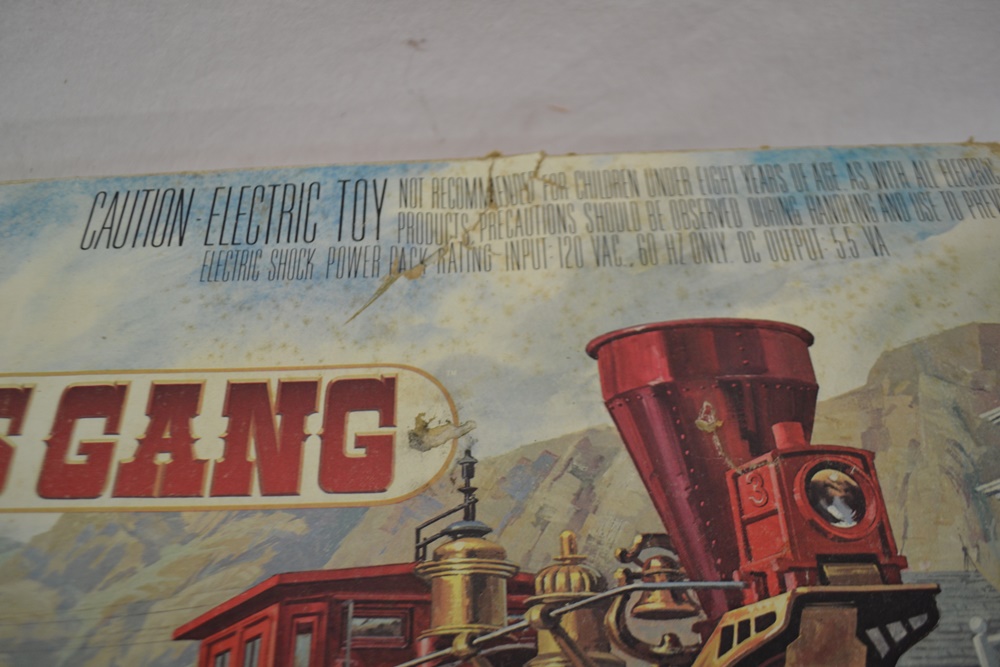 CAUTION-ELECTRIC TOY NOT RECOMMENDED FOR CHILDREN UNDER EIGHT YEARS OF AGE. AS WITH ALL ELECTRIC
PRODUCTS, PRECAUTIONS SHOULD BE OBSERVED DURING HANDLING AND USE TO PREV
ELECTRIC SHOCK. POWER PACK RATING: INPUT: 120 VAC., 60 HZ ONLY DC OUTPUT: 5.5 VA
S GANG
3